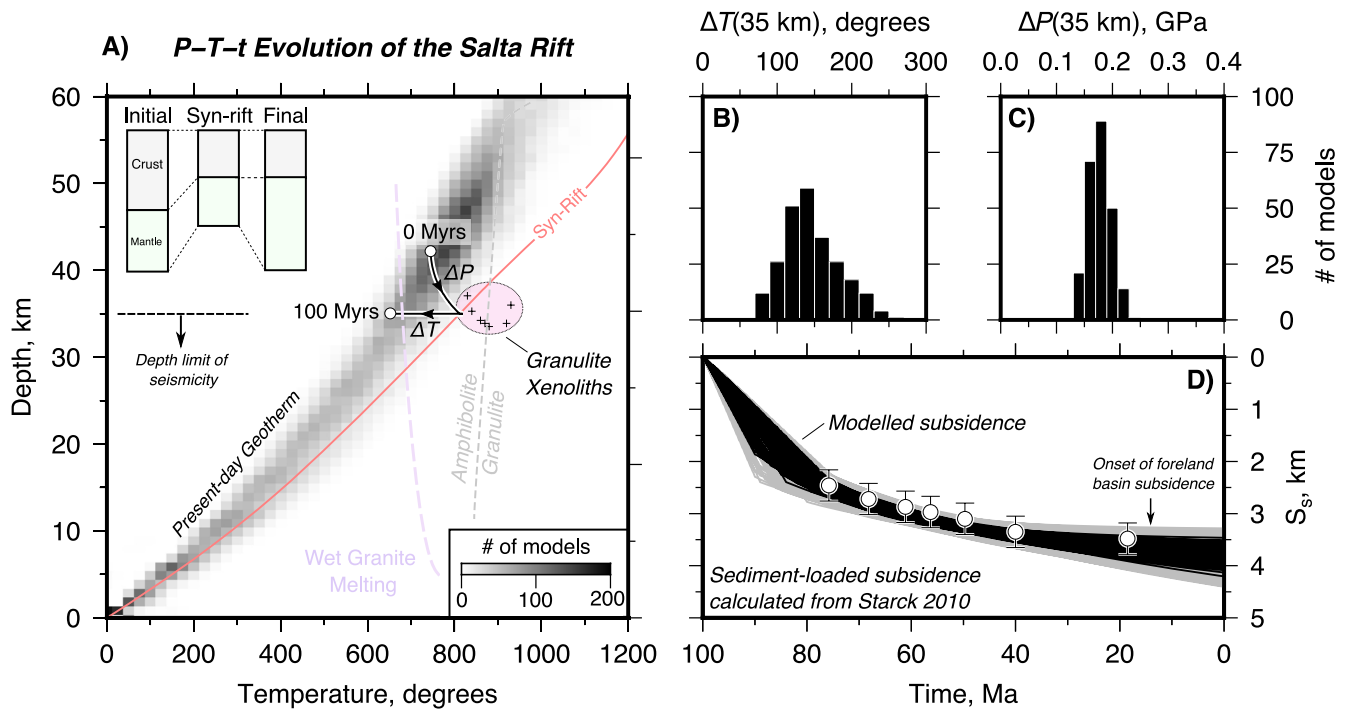 A) P–T–t Evolution of the Salta Rift
60
50
40
30
20
10
0
Depth, km
0 200 400 600 800 1000 1200
Temperature, degrees
Initial Syn-rift Final
Crust
Mantle
0 Myrs
ΔP
100 Myrs
ΔT
Syn-Rift
Depth limit of
seismicity
Granulite
Xenoliths
Present-day Geotherm
Amphibolite
Granulite
Wet Granite
Melting
# of models
0 100 200
ΔT(35 km), degrees
0 100 200 300
B)
ΔP(35 km), GPa
0.0 0.1 0.2 0.3 0.4
C)
100
75
50
25
0
# of models
D)
Modelled subsidence
Onset of foreland
basin subsidence
Sediment-loaded subsidence
calculated from Starck 2010
0
1
2
3
4
5
Ss, km
100 80 60 40 20 0
Time, Ma